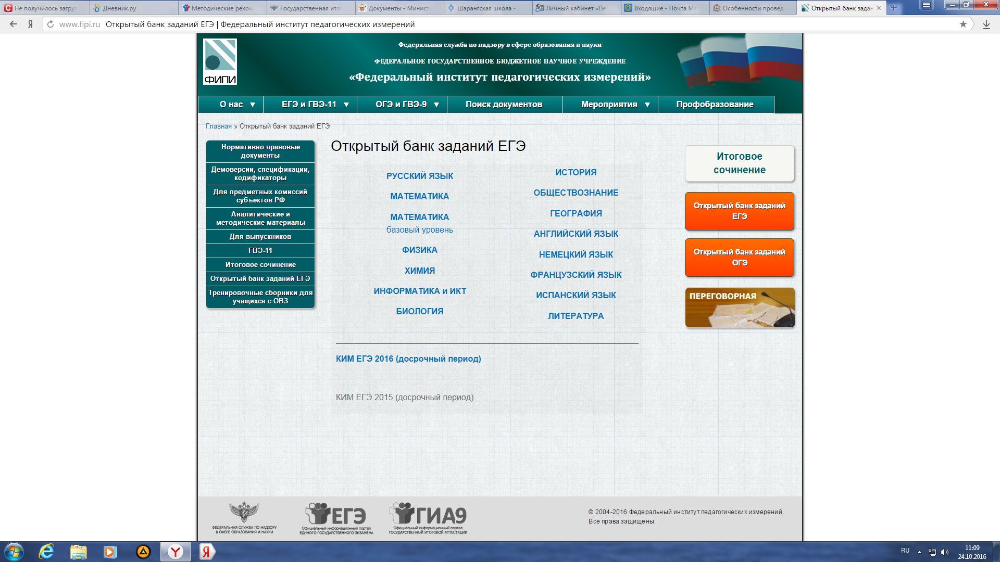 Не получилось загруз
Дневник.ру
Методические реком
Государственная итог
Документы - Минист
Шарангская школа -
Личный кабинет «Пе
Входящие - Почта Ма
Особенности провед
Открытый банк задан
www.fipi.ru Открытый банк заданий ЕГЭ | Федеральный институт педагогических измерений
ФИПИ
Федеральная служба по надзору в сфере образования и науки
ФЕДЕРАЛЬНОЕ ГОСУДАРСТВЕННОЕ БЮДЖЕТНОЕ НАУЧНОЕ УЧРЕЖДЕНИЕ
«Федеральный институт педагогических измерений»
О нас
ЕГЭ и ГВЭ-11
ОГЭ и ГВЭ-9
Поиск документов
Мероприятия
Профобразование
Главная » Открытый банк заданий ЕГЭ
Нормативно-правовые
документы
Демоверсии, спецификации,
кодификаторы
Для предметных комиссий
субъектов РФ
Аналитические и
методические материалы
Для выпускников
ГВЭ-11
Итоговое сочинение
Открытый банк заданий ЕГЭ
Тренировочные сборники для
учащихся с ОВЗ
Открытый банк заданий ЕГЭ
РУССКИЙ ЯЗЫК
МАТЕМАТИКА
МАТЕМАТИКА
базовый уровень
ФИЗИКА
ХИМИЯ
ИНФОРМАТИКА и ИКТ
БИОЛОГИЯ
ИСТОРИЯ
ОБЩЕСТВОЗНАНИЕ
ГЕОГРАФИЯ
АНГЛИЙСКИЙ ЯЗЫК
НЕМЕЦКИЙ ЯЗЫК
ФРАНЦУЗСКИЙ ЯЗЫК
ИСПАНСКИЙ ЯЗЫК
ЛИТЕРАТУРА
КИМ ЕГЭ 2016 (досрочный период)
КИМ ЕГЭ 2015 (досрочный период)
Итоговое
сочинение
Открытый банк заданий
ЕГЭ
Открытый банк заданий
ОГЭ
ПЕРЕГОВОРНАЯ
ФЕДЕРАЛЬНАЯ СЛУЖБА ПО НАДЗОРУ
В СФЕРЕ ОБРАЗОВАНИЯ И НАУКИ
ЕГЭ
Официальный информационный портал
ЕДИНОГО ГОСУДАРСТВЕННОГО ЭКЗАМЕНА
ГИА9
Официальный информационный портал
ГОСУДАРСТВЕННОЙ ИТОГОВОЙ АТТЕСТАЦИИ
© 2004-2016 Федеральный институт педагогических измерений.
Все права защищены.
RU
11:09
24.10.2016